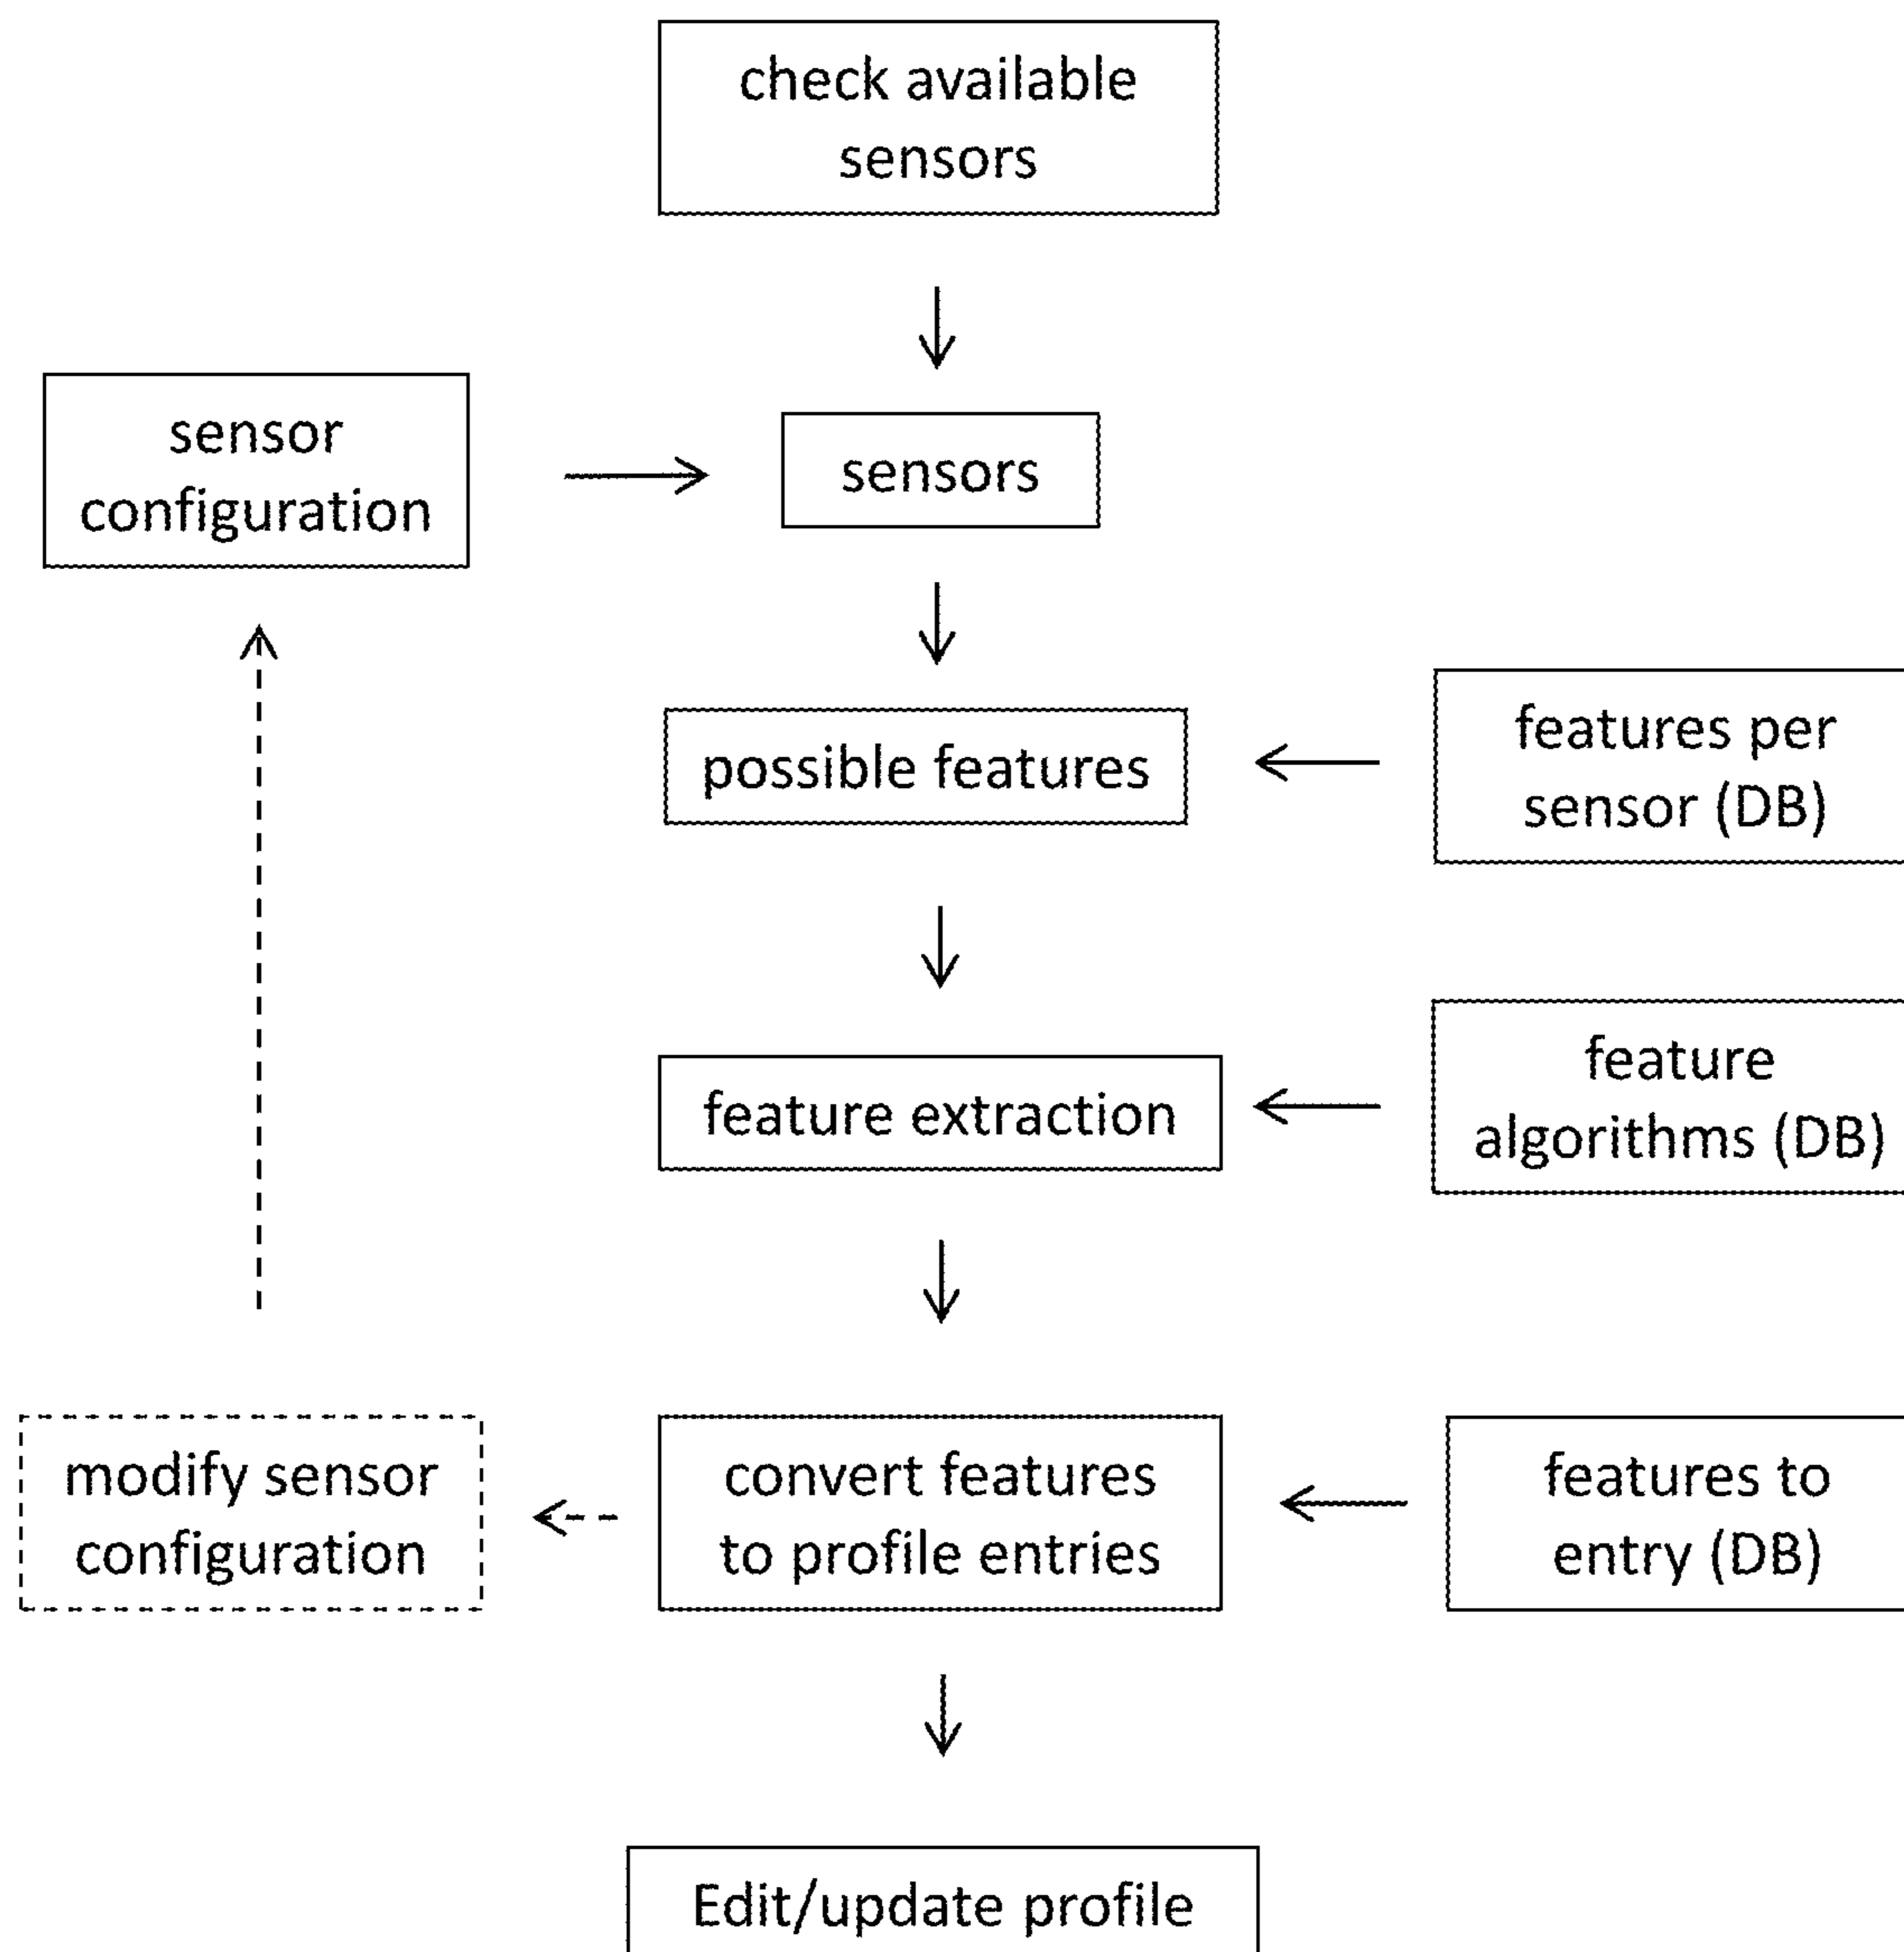 check available
sensors
sensor
configuration
sensors
possible features
features per
sensor (DB)
feature extraction
feature
algorithms (DB)
modify sensor
configuration
convert features
to profile entries
features to
entry (DB)
Edit/update profile